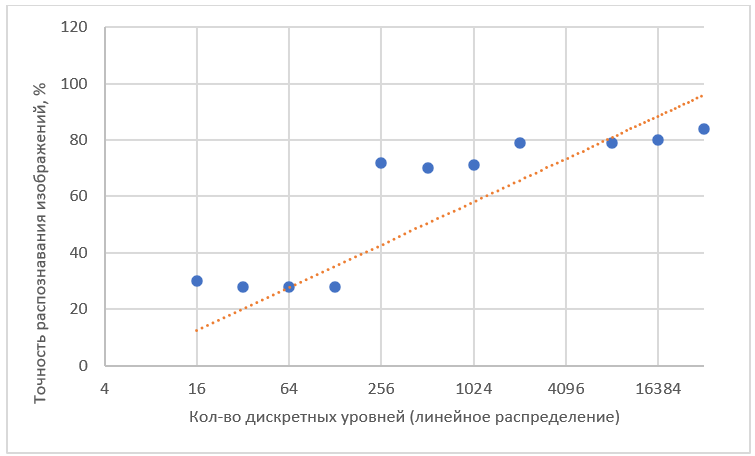 Точность распознавания изображений, %
120
100
80
60
40
20
0
4 16 64 256 1024 4096 16384
Кол-во дискретных уровней (линейное распределение)